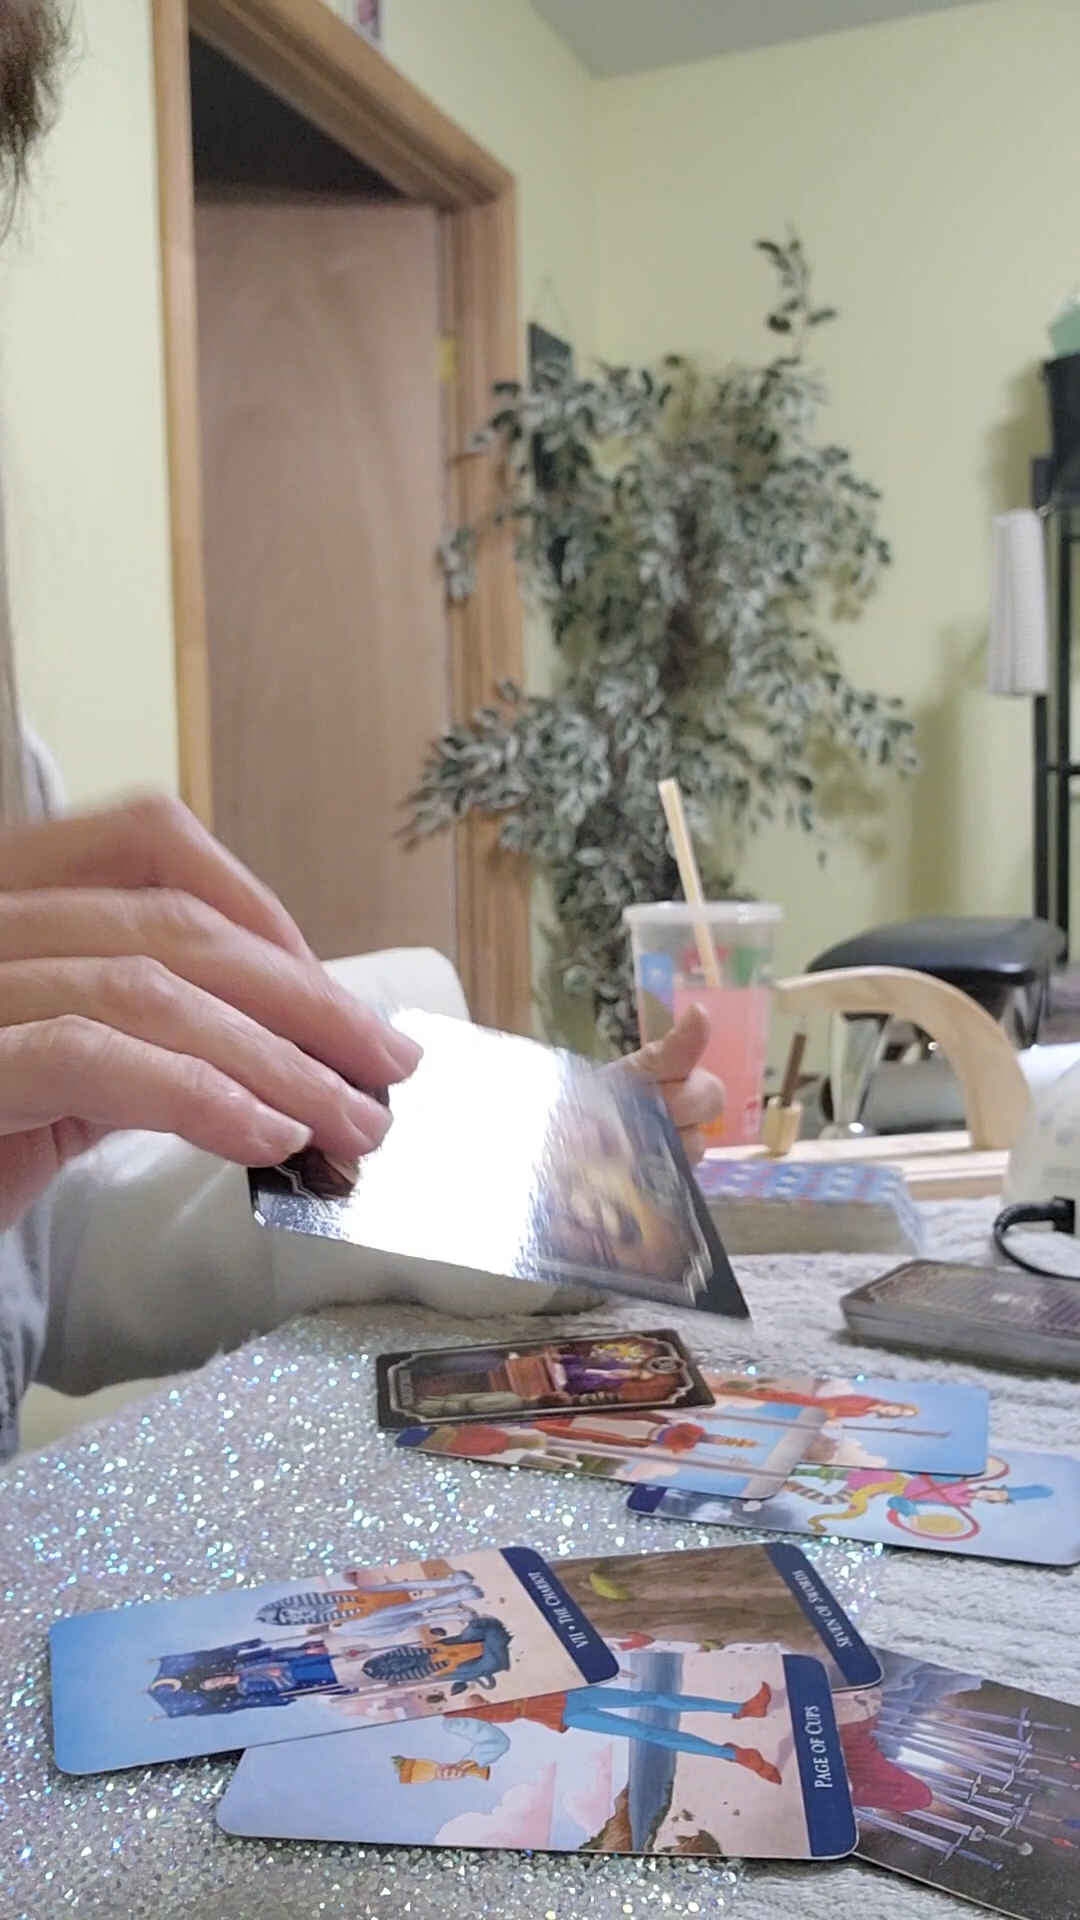 VII • THE CHARIOT
SEVEN OF SWORDS
PAGE OF CUPS